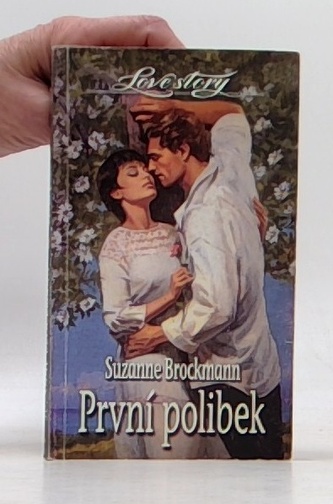 Love story
Suzanne Brockmann
První polibek